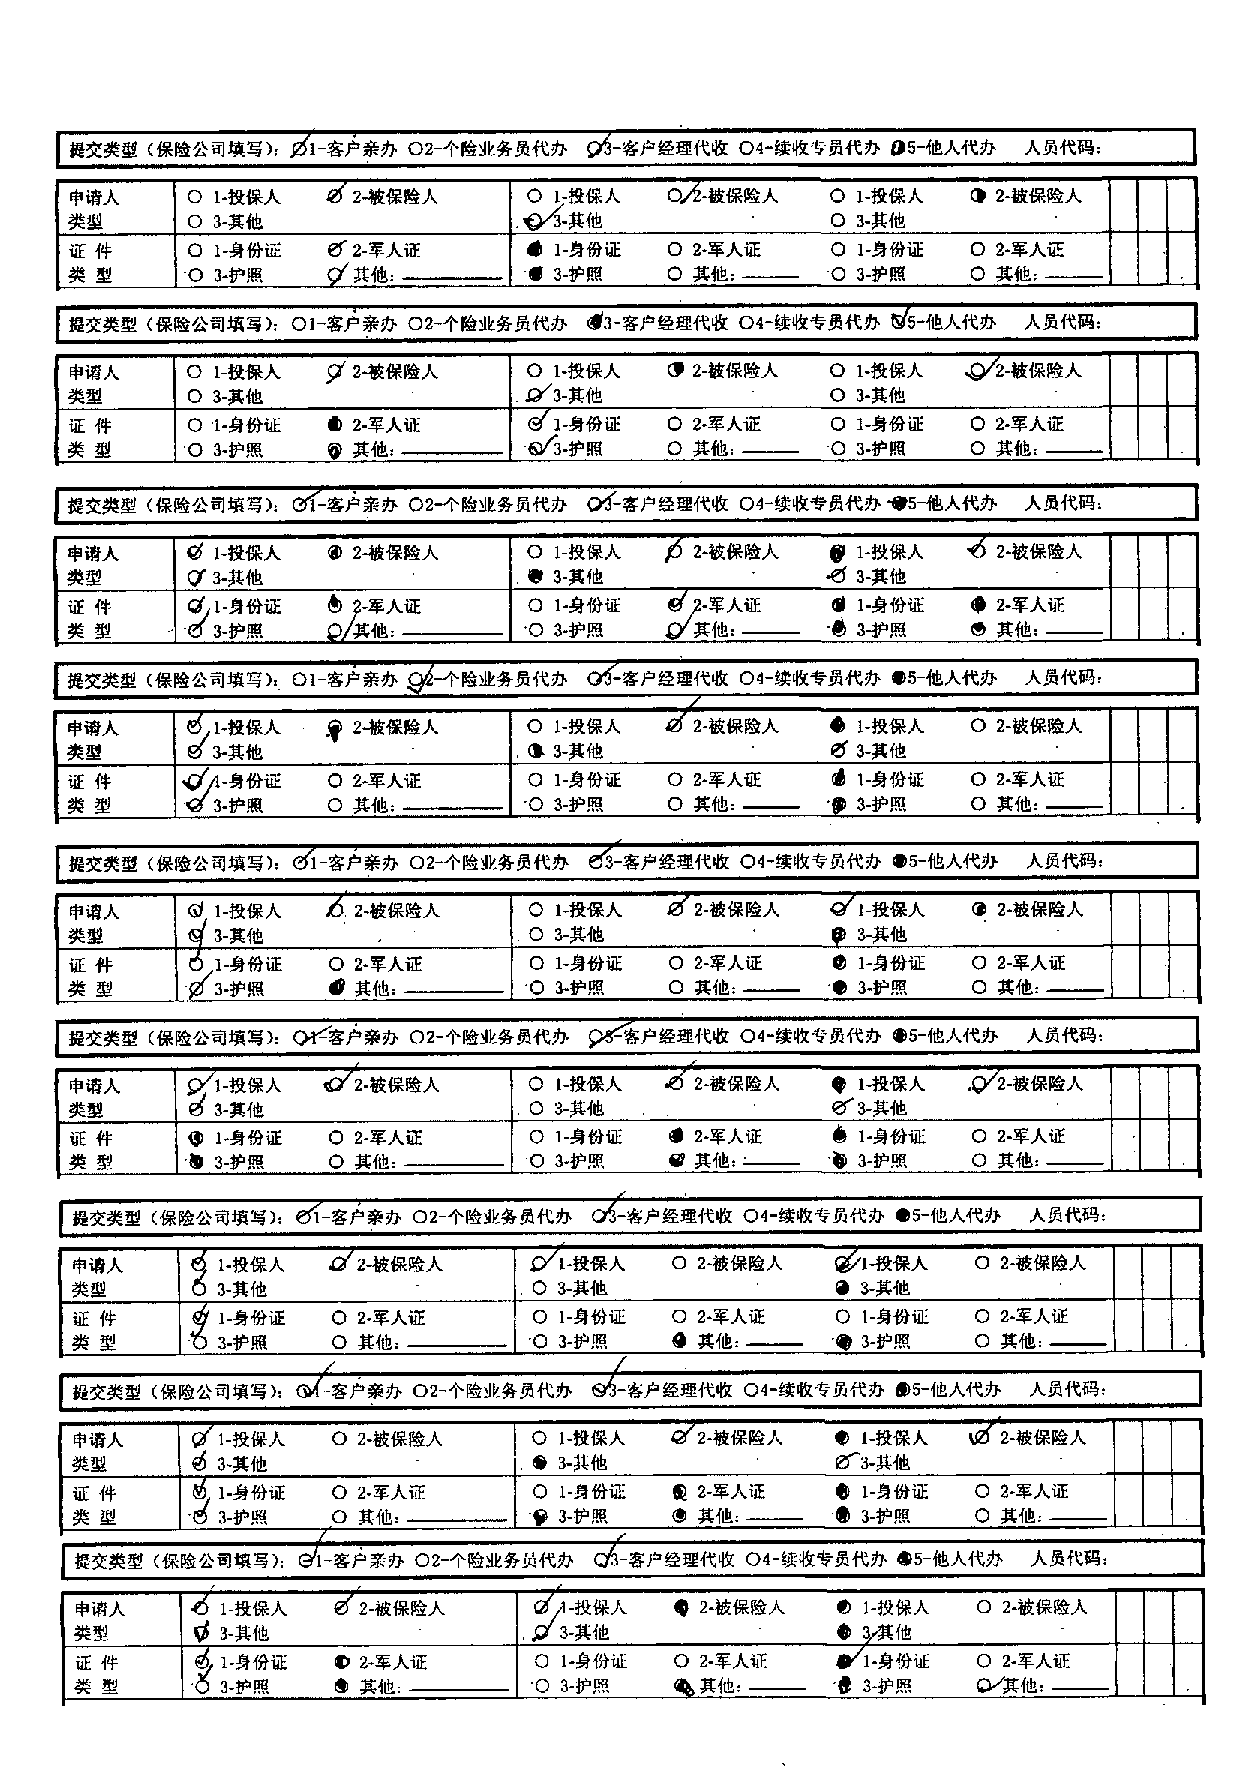 提交类型（保险公司填写）：○1-客户亲办 ○2-个险业务员代办 ○3-客户经理代收 ○4-续收专员代办 ●5-他人代办 人员代码：
申请人 ○ 1-投保人 ○ 2-被保险人 ○ 1-投保人 ○ 2-被保险人 ○ 1-投保人 ○ 2-被保险人
类型 ○ 3-其他 ○ 3-其他 ○ 3-其他
证 件 ○ 1-身份证 ○ 2-军人证 ● 1-身份证 ○ 2-军人证 ○ 1-身份证 ○ 2-军人证
类 型 ○ 3-护照 ○ 其他：____ ● 3-护照 ○ 其他：____ ○ 3-护照 ○ 其他：____
提交类型（保险公司填写）：○1-客户亲办 ○2-个险业务员代办 ●3-客户经理代收 ○4-续收专员代办 ○5-他人代办 人员代码：
申请人 ○ 1-投保人 ○ 2-被保险人 ○ 1-投保人 ● 2-被保险人 ○ 1-投保人 ○ 2-被保险人
类型 ○ 3-其他 ○ 3-其他 ○ 3-其他
证 件 ○ 1-身份证 ● 2-军人证 ○ 1-身份证 ○ 2-军人证 ○ 1-身份证 ○ 2-军人证
类 型 ○ 3-护照 ● 其他：____ ○ 3-护照 ○ 其他：____ ○ 3-护照 ○ 其他：____
提交类型（保险公司填写）：○1-客户亲办 ○2-个险业务员代办 ○3-客户经理代收 ○4-续收专员代办 ●5-他人代办 人员代码：
申请人 ○ 1-投保人 ● 2-被保险人 ○ 1-投保人 ○ 2-被保险人 ● 1-投保人 ○ 2-被保险人
类型 ○ 3-其他 ● 3-其他 ○ 3-其他
证 件 ○ 1-身份证 ● 2-军人证 ○ 1-身份证 ○ 2-军人证 ● 1-身份证 ● 2-军人证
类 型 ○ 3-护照 ○ 其他：____ ○ 3-护照 ○ 其他：____ ● 3-护照 ● 其他：____
提交类型（保险公司填写）：○1-客户亲办 ○2-个险业务员代办 ○3-客户经理代收 ○4-续收专员代办 ●5-他人代办 人员代码：
申请人 ○ 1-投保人 ● 2-被保险人 ○ 1-投保人 ○ 2-被保险人 ● 1-投保人 ○ 2-被保险人
类型 ○ 3-其他 ● 3-其他 ○ 3-其他
证 件 ○ 1-身份证 ○ 2-军人证 ○ 1-身份证 ○ 2-军人证 ● 1-身份证 ○ 2-军人证
类 型 ○ 3-护照 ○ 其他：____ ○ 3-护照 ○ 其他：____ ● 3-护照 ○ 其他：____
提交类型（保险公司填写）：○1-客户亲办 ○2-个险业务员代办 ○3-客户经理代收 ○4-续收专员代办 ●5-他人代办 人员代码：
申请人 ○ 1-投保人 ○ 2-被保险人 ○ 1-投保人 ○ 2-被保险人 ○ 1-投保人 ● 2-被保险人
类型 ○ 3-其他 ○ 3-其他 ● 3-其他
证 件 ○ 1-身份证 ○ 2-军人证 ○ 1-身份证 ○ 2-军人证 ● 1-身份证 ○ 2-军人证
类 型 ○ 3-护照 ● 其他：____ ○ 3-护照 ○ 其他：____ ● 3-护照 ○ 其他：____
提交类型（保险公司填写）：○1-客户亲办 ○2-个险业务员代办 ○3-客户经理代收 ○4-续收专员代办 ●5-他人代办 人员代码：
申请人 ○ 1-投保人 ○ 2-被保险人 ○ 1-投保人 ○ 2-被保险人 ● 1-投保人 ○ 2-被保险人
类型 ○ 3-其他 ○ 3-其他 ○ 3-其他
证 件 ● 1-身份证 ○ 2-军人证 ○ 1-身份证 ● 2-军人证 ● 1-身份证 ○ 2-军人证
类 型 ● 3-护照 ○ 其他：____ ○ 3-护照 ● 其他：____ ● 3-护照 ○ 其他：____
提交类型（保险公司填写）：○1-客户亲办 ○2-个险业务员代办 ○3-客户经理代收 ○4-续收专员代办 ●5-他人代办 人员代码：
申请人 ○ 1-投保人 ○ 2-被保险人 ○ 1-投保人 ○ 2-被保险人 ○ 1-投保人 ○ 2-被保险人
类型 ○ 3-其他 ○ 3-其他 ● 3-其他
证 件 ○ 1-身份证 ○ 2-军人证 ○ 1-身份证 ○ 2-军人证 ○ 1-身份证 ○ 2-军人证
类 型 ○ 3-护照 ○ 其他：____ ○ 3-护照 ● 其他：____ ● 3-护照 ○ 其他：____
提交类型（保险公司填写）：○1-客户亲办 ○2-个险业务员代办 ○3-客户经理代收 ○4-续收专员代办 ●5-他人代办 人员代码：
申请人 ○ 1-投保人 ○ 2-被保险人 ○ 1-投保人 ○ 2-被保险人 ● 1-投保人 ○ 2-被保险人
类型 ○ 3-其他 ● 3-其他 ○ 3-其他
证 件 ○ 1-身份证 ○ 2-军人证 ○ 1-身份证 ● 2-军人证 ● 1-身份证 ○ 2-军人证
类 型 ○ 3-护照 ○ 其他：____ ● 3-护照 ● 其他：____ ● 3-护照 ○ 其他：____
提交类型（保险公司填写）：○1-客户亲办 ○2-个险业务员代办 ○3-客户经理代收 ○4-续收专员代办 ●5-他人代办 人员代码：
申请人 ○ 1-投保人 ○ 2-被保险人 ○ 1-投保人 ● 2-被保险人 ● 1-投保人 ○ 2-被保险人
类型 ○ 3-其他 ○ 3-其他 ● 3-其他
证 件 ○ 1-身份证 ● 2-军人证 ○ 1-身份证 ○ 2-军人证 ● 1-身份证 ○ 2-军人证
类 型 ○ 3-护照 ● 其他：____ ○ 3-护照 ● 其他：____ ● 3-护照 ○ 其他：____